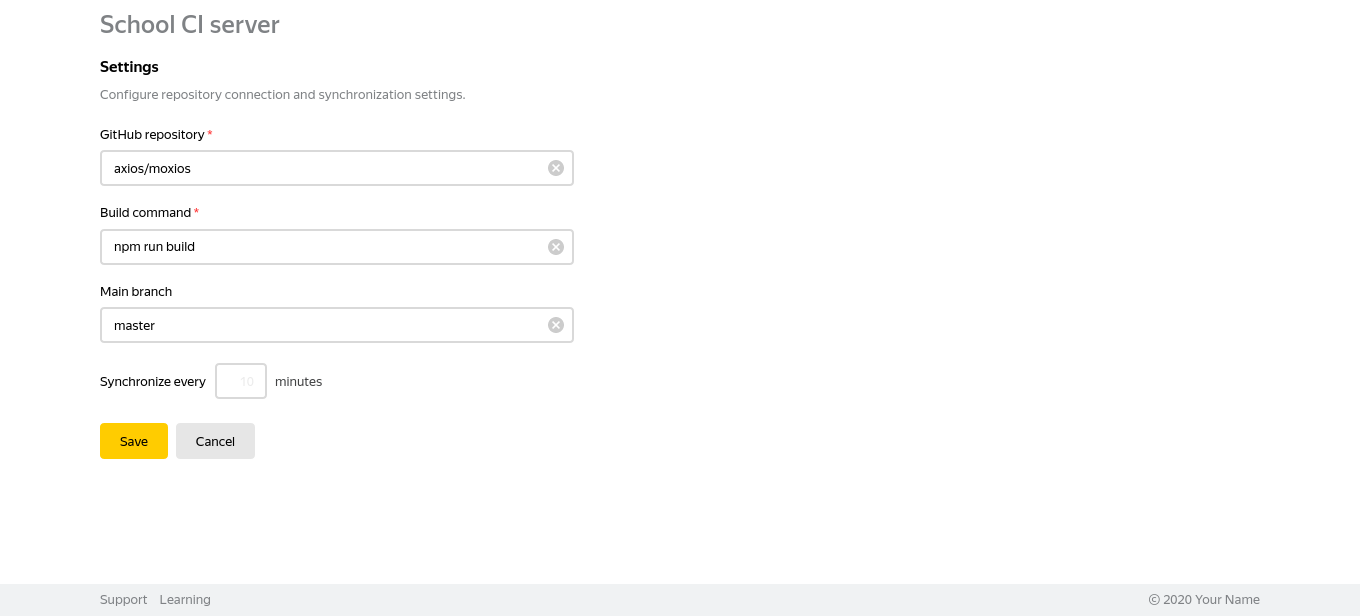 School CI server
Settings
Configure repository connection and synchronization settings.
GitHub repository *
axios/moxios
Build command *
npm run build
Main branch
master
Synchronize every 10 minutes
Save Cancel
Support Learning © 2020 Your Name